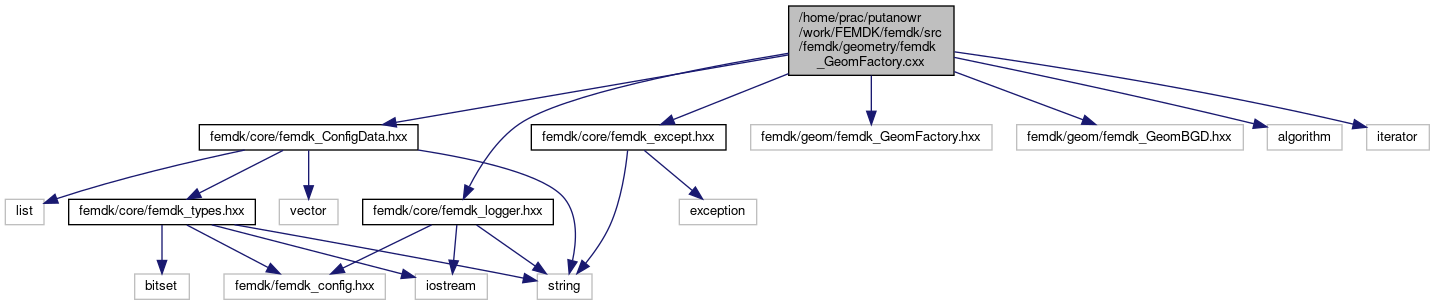 /home/prac/putanowr
/work/FEMDK/femdk/src
/femdk/geometry/femdk
_GeomFactory.cxx
femdk/core/femdk_ConfigData.hxx
femdk/core/femdk_except.hxx
femdk/geom/femdk_GeomFactory.hxx
femdk/geom/femdk_GeomBGD.hxx
algorithm
iterator
list
femdk/core/femdk_types.hxx
vector
femdk/core/femdk_logger.hxx
exception
bitset
femdk/femdk_config.hxx
iostream
string